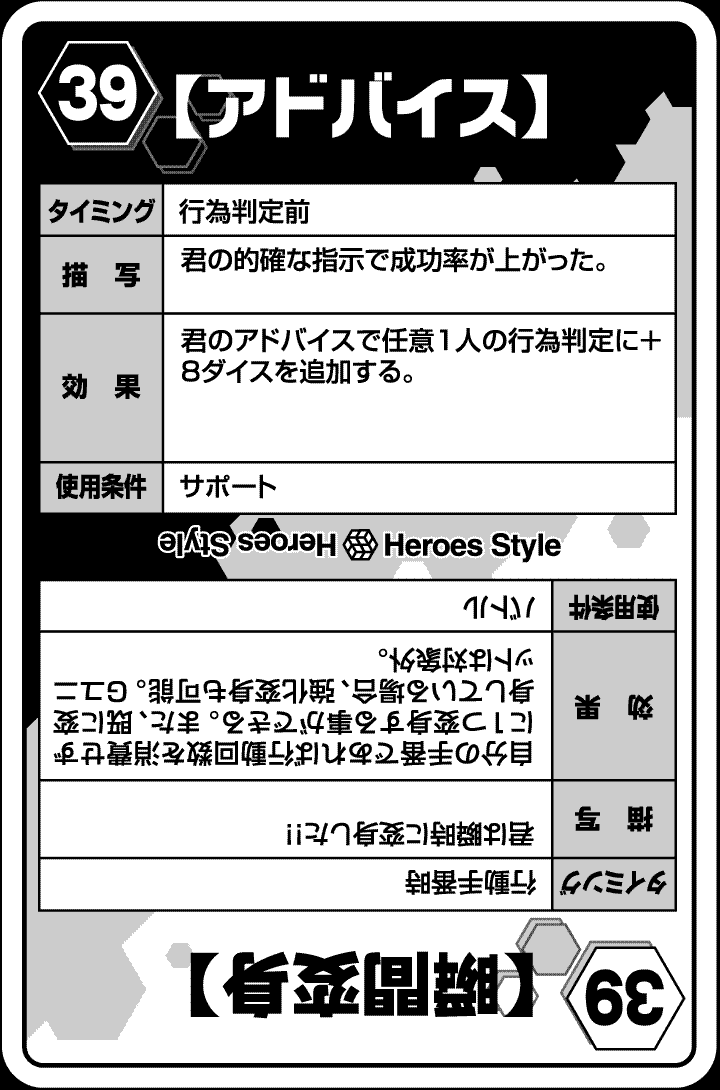 39
【アドバイス】
タイミング 行為判定前
描 写 君の的確な指示で成功率が上がった。
効 果 君のアドバイスで任意1人の行為判定に＋
8ダイスを追加する。
使用条件 サポート
Heroes Style
Heroes Style
39
【瞬間変身】
タイミング 行動手番時
描 写 君は瞬時に変身した!!
効 果 自分の手番であれば行動回数を消費せず
に1つ変身する事ができる。また、既に変
身している場合、強化変身も可能。Gユニ
ットは対象外。
使用条件 バトル